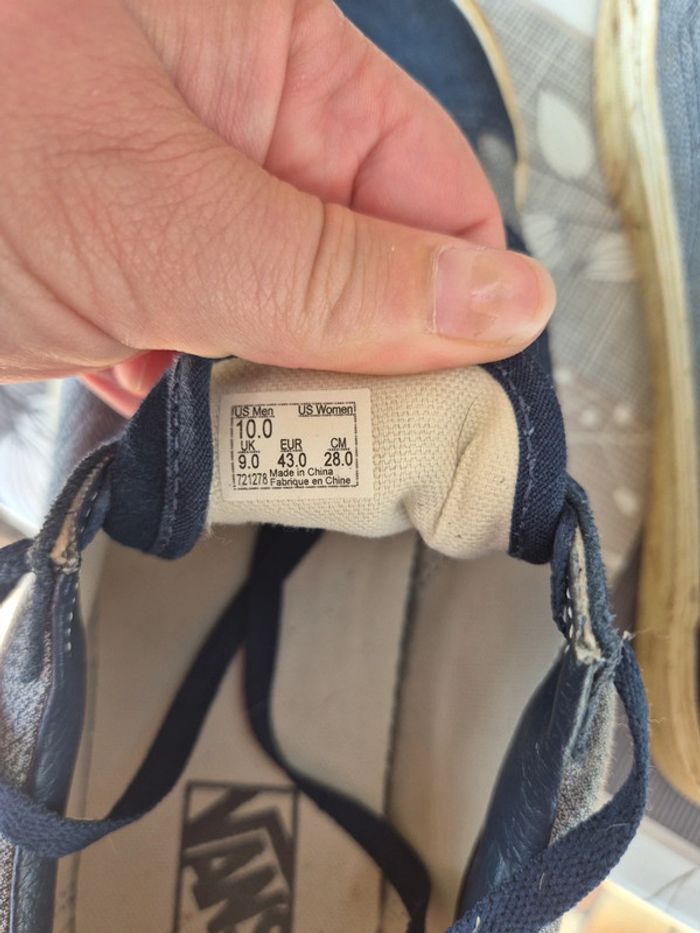 US Men US Women
10.0
UK EUR CM
9.0 43.0 28.0
721278 Made in China
Fabrique en Chine
VANS